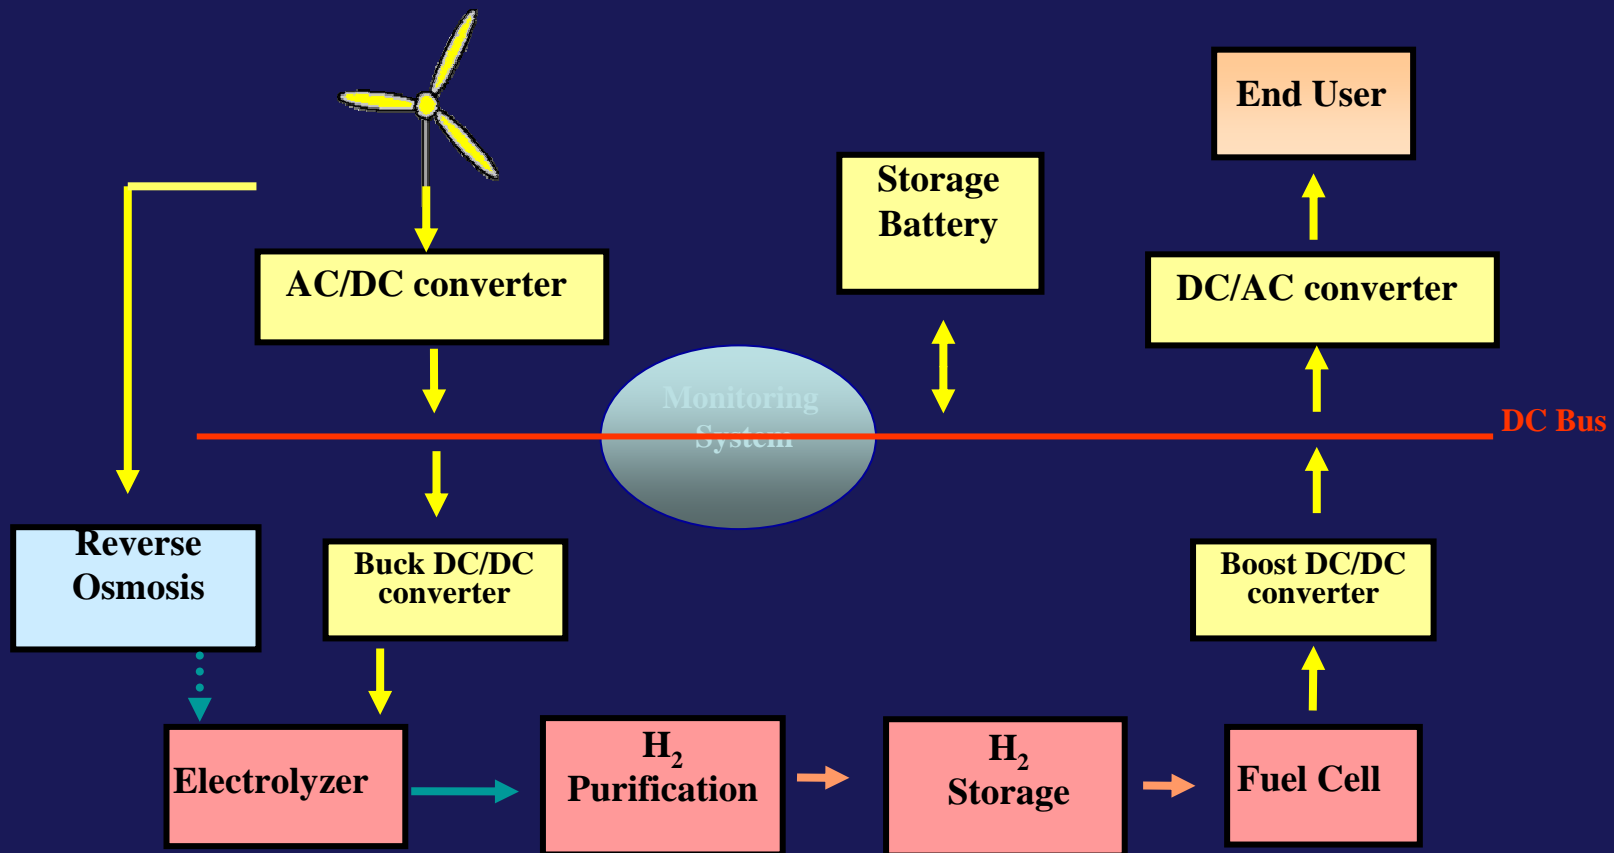 End User
Storage
Battery
AC/DC converter
DC/AC converter
Monitoring
System
DC Bus
Reverse
Osmosis
Buck DC/DC
converter
Boost DC/DC
converter
Electrolyzer
H₂
Purification
H₂
Storage
Fuel Cell